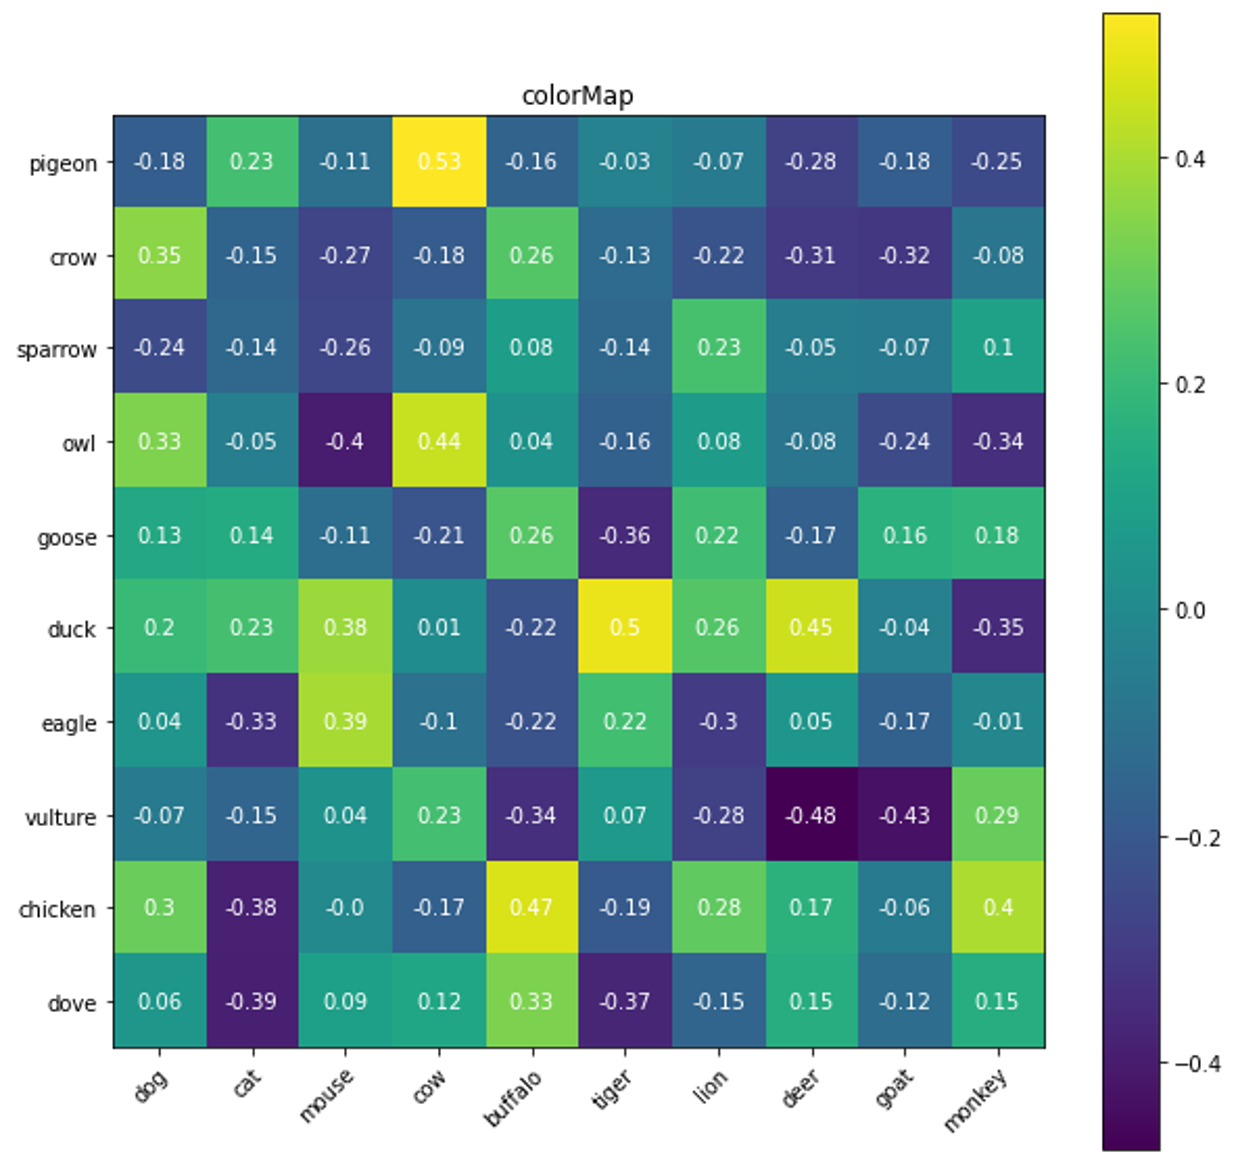 colorMap
pigeon -0.18 0.23 -0.11 0.53 -0.16 -0.03 -0.07 -0.28 -0.18 -0.25
crow 0.35 -0.15 -0.27 -0.18 0.26 -0.13 -0.22 -0.31 -0.32 -0.08
sparrow -0.24 -0.14 -0.26 -0.09 0.08 -0.14 0.23 -0.05 -0.07 0.1
owl 0.33 -0.05 -0.4 0.44 0.04 -0.16 0.08 -0.08 -0.24 -0.34
goose 0.13 0.14 -0.11 -0.21 0.26 -0.36 0.22 -0.17 0.16 0.18
duck 0.2 0.23 0.38 0.01 -0.22 0.5 0.26 0.45 -0.04 -0.35
eagle 0.04 -0.33 0.39 -0.1 -0.22 0.22 -0.3 0.05 -0.17 -0.01
vulture -0.07 -0.15 0.04 0.23 -0.34 0.07 -0.28 -0.48 -0.43 0.29
chicken 0.3 -0.38 -0.0 -0.17 0.47 -0.19 0.28 0.17 -0.06 0.4
dove 0.06 -0.39 0.09 0.12 0.33 -0.37 -0.15 0.15 -0.12 0.15
dog cat mouse cow buffalo tiger lion deer goat monkey
0.4
0.2
0.0
−0.2
−0.4